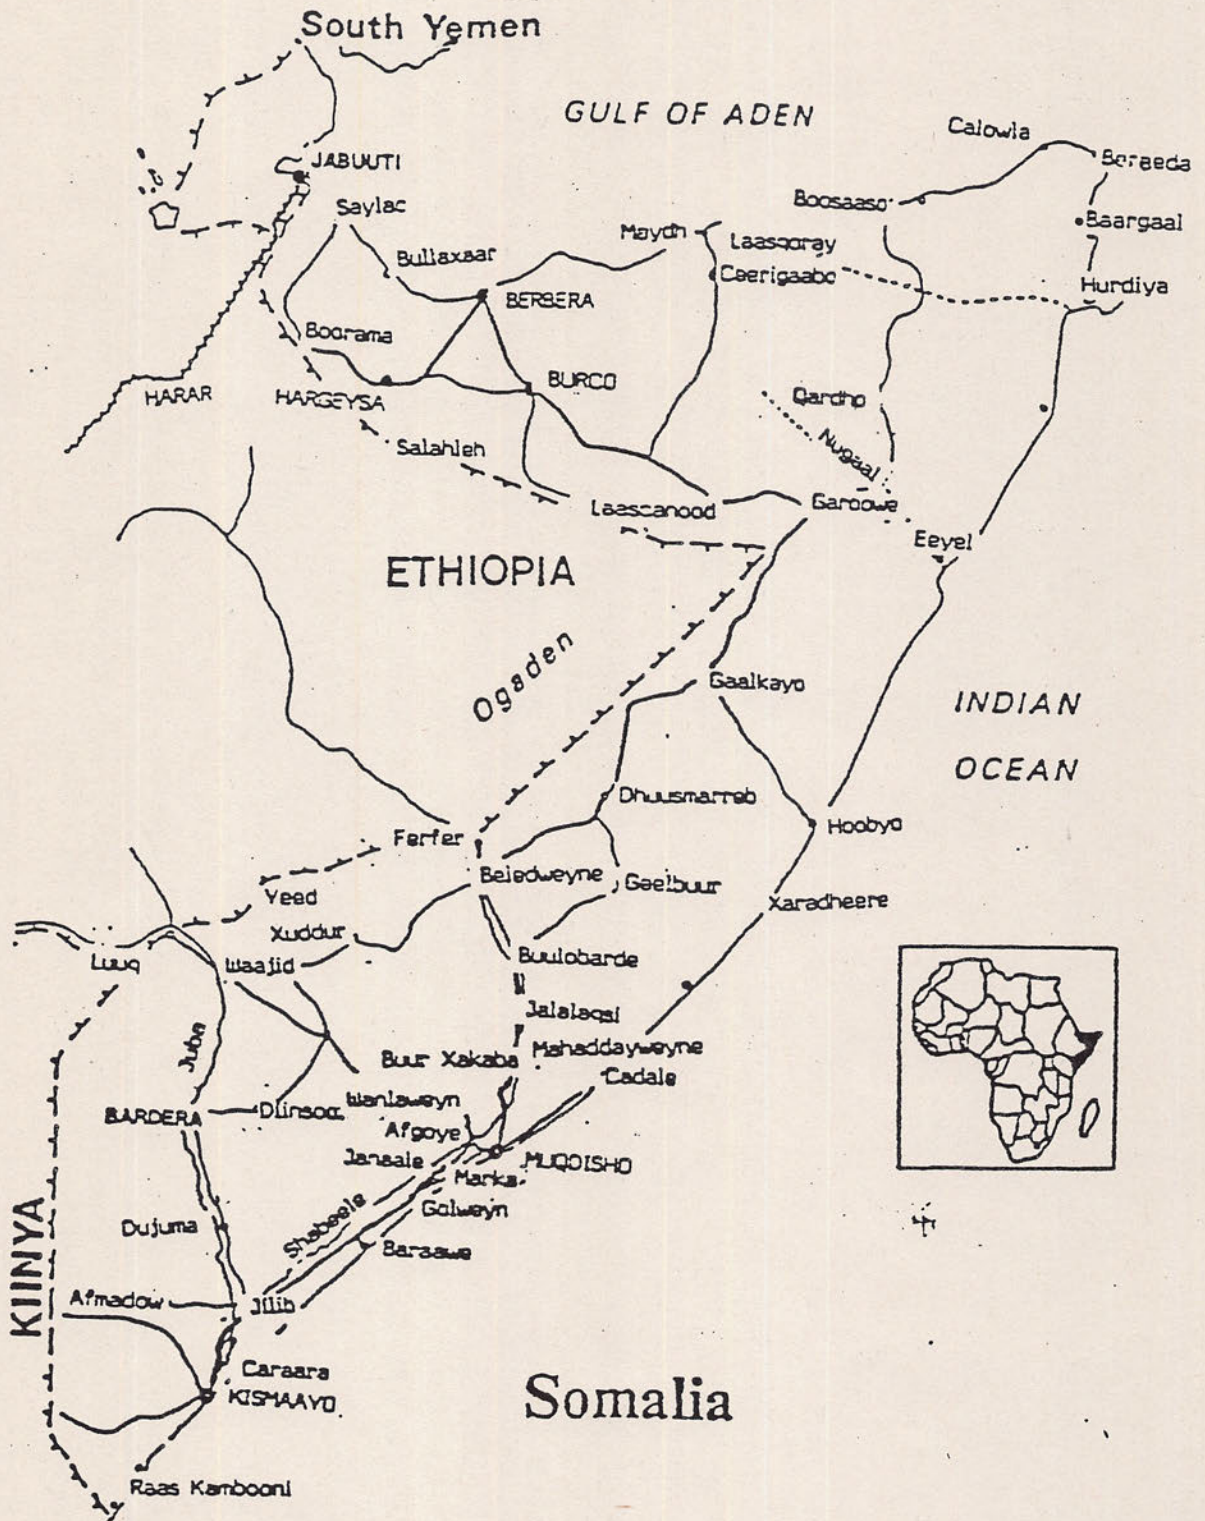 South Yemen
GULF OF ADEN
Calowla
JABUUTI
Bereeda
Saylac
Boosaaso
Baargaal
Maydh
Laasqoray
Bullaxaar
Ceerigaabo
Hurdiya
BERBERA
Boorama
BURCO
HARAR
HARGEYSA
Qardho
Salahleh
Nugaal
Laascanood
Garoowe
Eeyel
ETHIOPIA
Ogaden
Gaalkayo
INDIAN
OCEAN
Dhuusmarreb
Hoobyo
Ferfer
Beledweyne
Geelbuur
Yeed
Xaradheere
Xuddur
Luuq
Waajid
Buulobarde
Jalalaqsi
Juba
Buur Xakaba
Mahaddayweyne
Cadale
Wanlaweyn
BARDERA
Diinsoor
Afgoye
Janaale
MUQDISHO
Marka
Shabeele
Golweyn
KIINYA
Dujuma
Baraawe
Afmadow
Jilib
Caraara
KISMAAYO
Somalia
Raas Kambooni